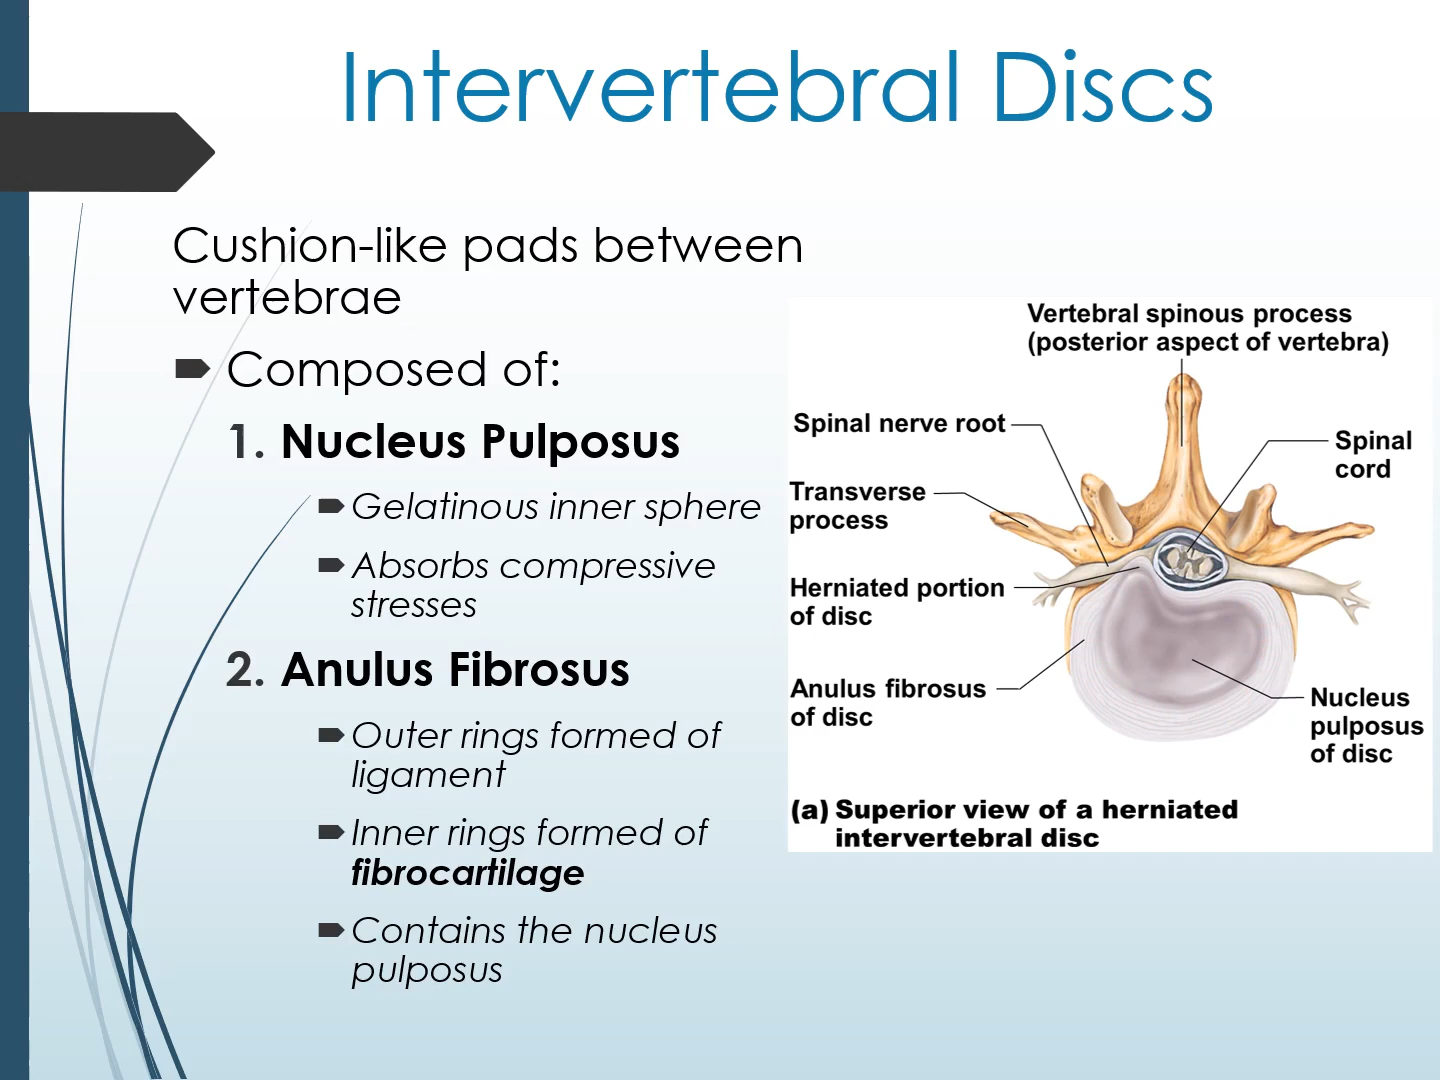 Intervertebral Discs
Cushion-like pads between
vertebrae
Composed of:
1. Nucleus Pulposus
Gelatinous inner sphere
Absorbs compressive
stresses
2. Anulus Fibrosus
Outer rings formed of
ligament
Inner rings formed of
fibrocartilage
Contains the nucleus
pulposus
Vertebral spinous process
(posterior aspect of vertebra)
Spinal nerve root
Spinal
cord
Transverse
process
Herniated portion
of disc
Anulus fibrosus
of disc
Nucleus
pulposus
of disc
(a) Superior view of a herniated
intervertebral disc